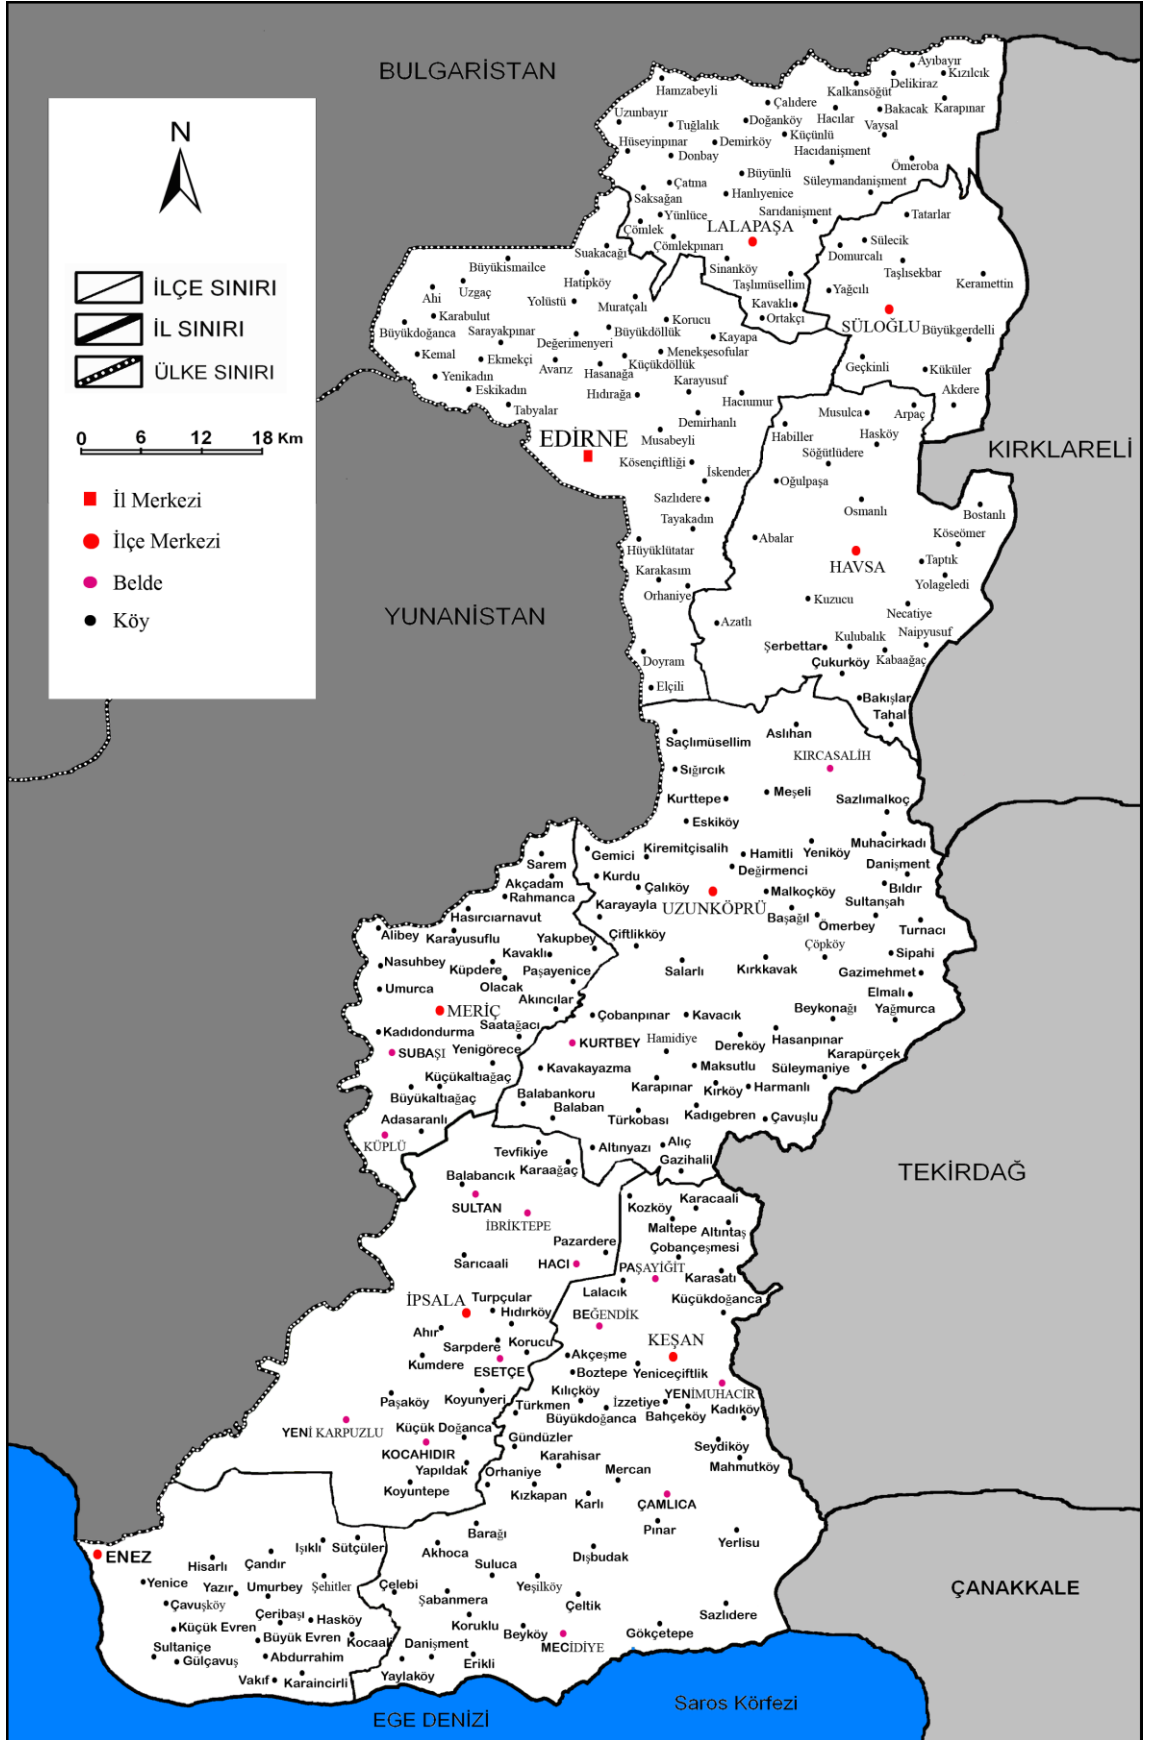 BULGARİSTAN
N
İLÇE SINIRI
İL SINIRI
ÜLKE SINIRI
0 6 12 18 Km
İl Merkezi
İlçe Merkezi
Belde
Köy
YUNANİSTAN
KIRKLARELİ
TEKİRDAĞ
ÇANAKKALE
EGE DENİZİ
Saros Körfezi
Ayıbayır
Kızılcık
Delikiraz
Hamzabeyli
Kalkansöğüt
Çalıdere
Bakacak
Karapınar
Uzunbayır
Tuğlalık
Doğanköy
Hacılar
Vaysal
Küçünlü
Hüseyinpınar
Demirköy
Donbay
Hacıdanişment
Ömeroba
Büyünlü
Süleymandanişment
Çatma
Saksağan
Hanlıyenice
Yünlüce
Sarıdanişment
Çömlek
LALAPAŞA
Çömlekpınarı
Sinanköy
Taşlımüsellim
Kavaklı
Ortakçı
Tatarlar
Sülecik
Domurcalı
Taşlısekbar
Keramettin
Yağcılı
SÜLOĞLU
Büyükgerdelli
Geçkinli
Küküler
Akdere
Suakacağı
Büyükismailce
Hatipköy
Uzgaç
Ahi
Yolüstü
Muratçalı
Karabulut
Büyükdoğanca
Sarayakpınar
Büyükdöllük
Korucu
Değerimenyeri
Kayapa
Kemal
Ekmekçi
Menekşesofular
Avarız
Hasanağa
Küçükdöllük
Yenikadın
Eskikadın
Karayusuf
Hıdırağa
Hacıumur
Tabyalar
Demirhanlı
EDİRNE
Musabeyli
Kösençiftliği
İskender
Sazlıdere
Tayakadın
Hüyüklütatar
Karakasım
Orhaniye
Doyram
Elçili
Musulca
Arpaç
Habiller
Hasköy
Söğütlüdere
Oğulpaşa
Osmanlı
Bostanlı
Köseömer
Abalar
HAVSA
Taptık
Yolageledi
Kuzucu
Necatiye
Azatlı
Kulubalık
Naipyusuf
Şerbettar
Kabaağaç
Çukurköy
Bakışlar
Tahal
Aslıhan
Saçlımüsellim
KIRCASALİH
Sığırcık
Meşeli
Kurttepe
Sazlımalkoç
Eskiköy
Muhacirkadı
Kiremitçisalih
Hamitli
Yeniköy
Gemici
Danişment
Değirmenci
Kurdu
Çalıköy
Malkoçköy
Bıldır
Sultanşah
Karayayla
UZUNKÖPRÜ
Başağıl
Ömerbey
Turnacı
Çiftlikköy
Çöpköy
Sipahi
Salarlı
Kırkkavak
Gazimehmet
Elmalı
Beykonağı
Yağmurca
Çobanpınar
Kavacık
Hasanpınar
KURTBEY
Hamidiye
Dereköy
Karapürçek
Kavakayazma
Maksutlu
Süleymaniye
Karapınar
Kırköy
Harmanlı
Balabankoru
Balaban
Türkobası
Kadıgebren
Çavuşlu
Altınyazı
Alıç
Gazihalil
Sarem
Akçadam
Rahmanca
Hasırcıarnavut
Alibey
Karayusuflu
Yakupbey
Kavaklı
Nasuhbey
Küpdere
Paşayenice
Umurca
Olacak
Akıncılar
MERİÇ
Saatağacı
Kadıdondurma
SUBAŞI
Yenigörece
Küçükaltıağaç
Büyükaltıağaç
Adasaranlı
KÜPLÜ
Tevfikiye
Karaağaç
Balabancık
SULTAN
İBRİKTEPE
Pazardere
Sarıcaali
HACI
İPSALA
Turpçular
Hıdırköy
Ahır
Sarpdere
Korucu
Kumdere
ESETÇE
Paşaköy
Koyunyeri
YENİ KARPUZLU
Küçük Doğanca
KOCAHIDIR
Yapıldak
Koyuntepe
Karacaali
Kozköy
Maltepe
Altıntaş
Çobançeşmesi
PAŞAYİĞİT
Karasatı
Lalacık
Küçükdoğanca
BEĞENDİK
KEŞAN
Akçeşme
Boztepe
Yeniceçiftlik
Kılıçköy
YENİMUHACİR
Türkmen
İzzetiye
Kadıköy
Büyükdoğanca
Bahçeköy
Gündüzler
Seydiköy
Karahisar
Mahmutköy
Orhaniye
Mercan
Kızkapan
Karlı
ÇAMLICA
Pınar
Barağı
Yerlisu
Akhoca
Dışbudak
Suluca
Çelebi
Yeşilköy
Şabanmera
Çeltik
Sazlıdere
Koruklu
Beyköy
Gökçetepe
MECİDİYE
Danişment
Erikli
Yaylaköy
ENEZ
Işıklı
Sütçüler
Hisarlı
Çandır
Yenice
Yazır
Umurbey
Şehitler
Çavuşköy
Çeribaşı
Hasköy
Küçük Evren
Büyük Evren
Kocaali
Sultaniçe
Gülçavuş
Abdurrahim
Vakıf
Karaincirli